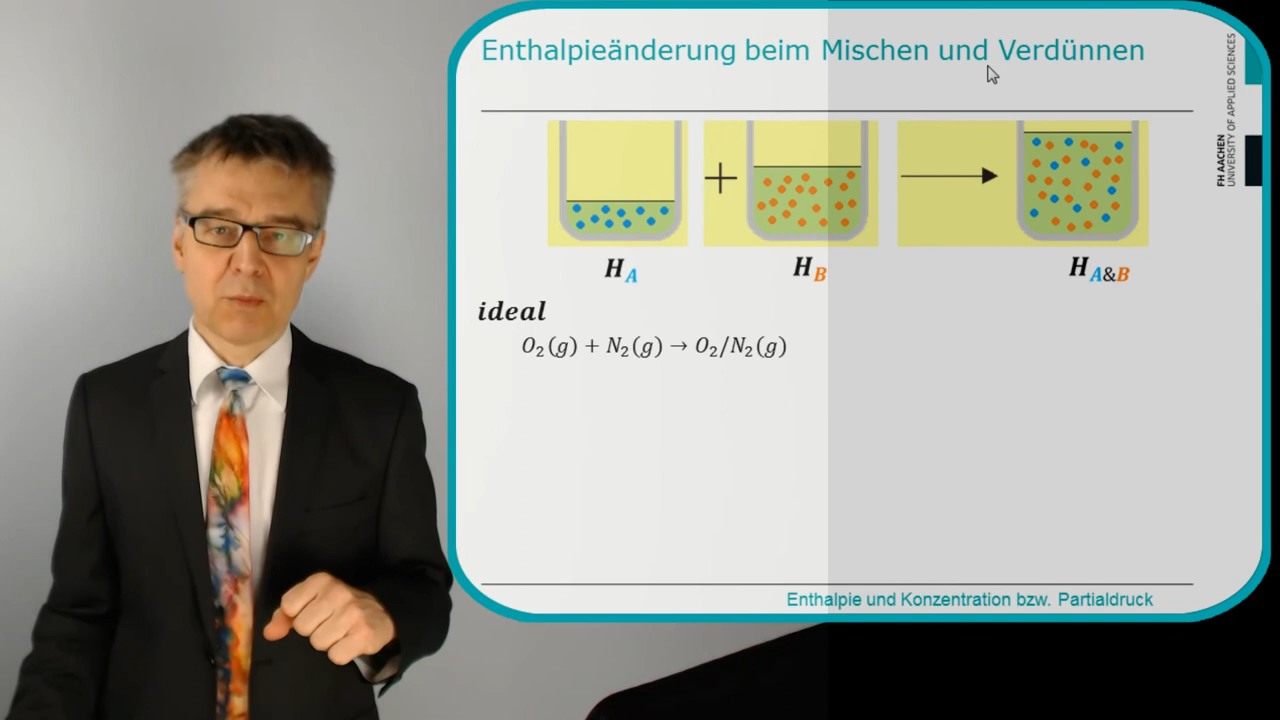 Enthalpieänderung beim Mischen und Verdünnen
FH AACHEN
UNIVERSITY OF APPLIED SCIENCES
+
H_A
H_B
H_A&B
ideal
O₂(g) + N₂(g) → O₂/N₂(g)
Enthalpie und Konzentration bzw. Partialdruck